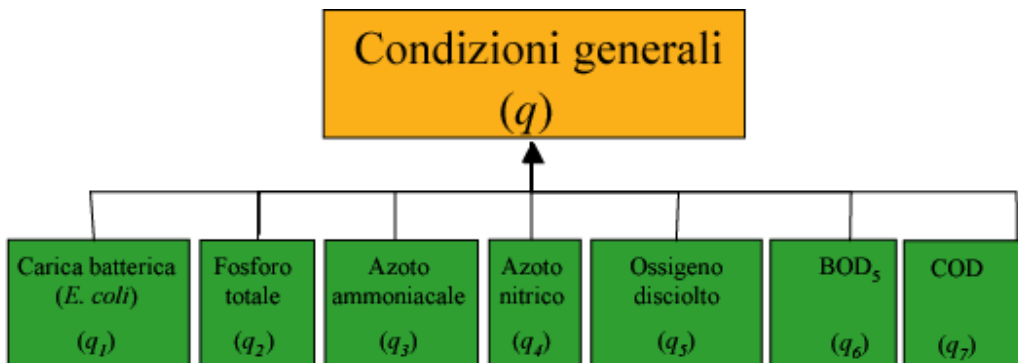 Condizioni generali
(q)
Carica batterica
(E. coli)
(q1)
Fosforo
totale
(q2)
Azoto
ammoniacale
(q3)
Azoto
nitrico
(q4)
Ossigeno
disciolto
(q5)
BOD5
(q6)
COD
(q7)